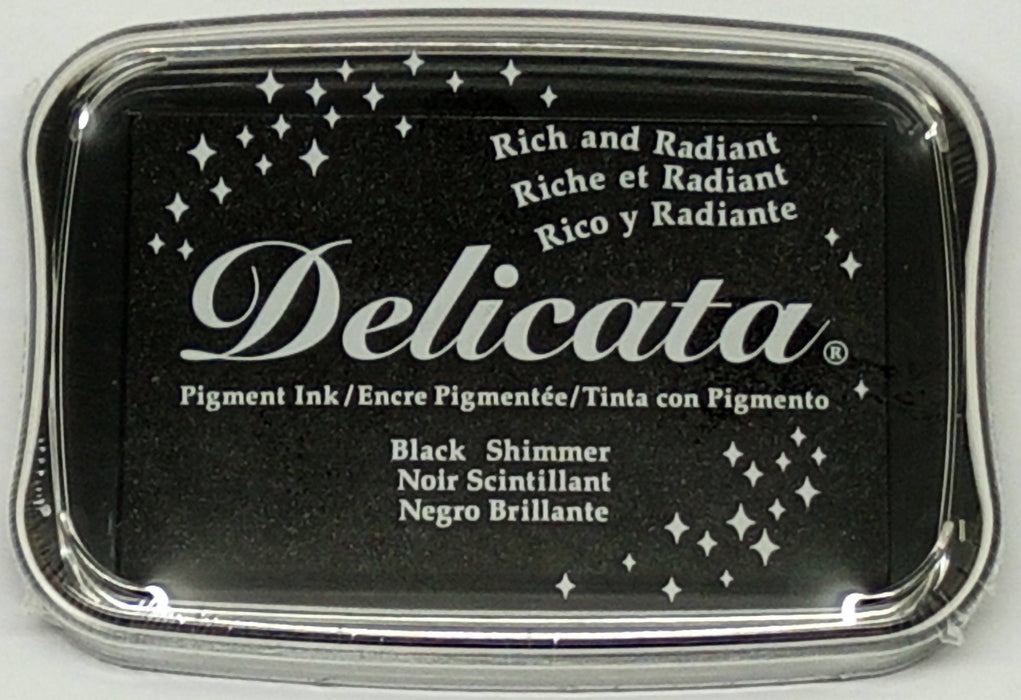 Rich and Radiant
Riche et Radiant
Rico y Radiante
Delicata®
Pigment Ink/Encre Pigmentée/Tinta con Pigmento
Black Shimmer
Noir Scintillant
Negro Brillante